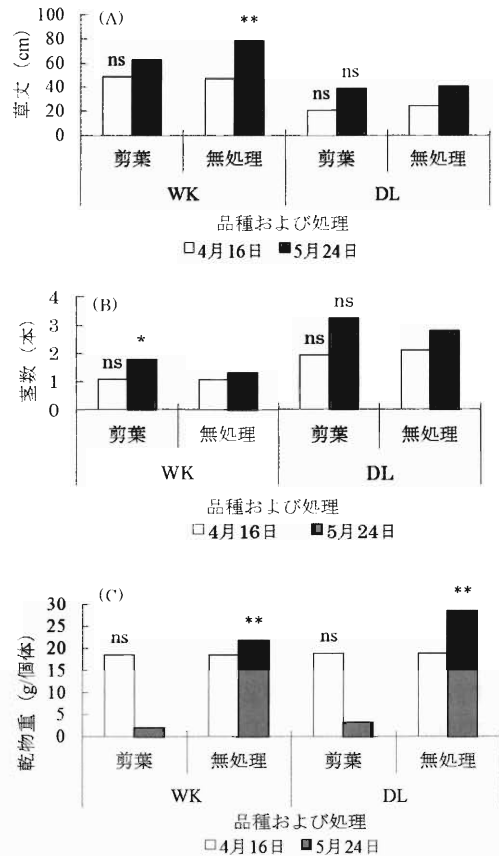 (A)
草丈 (cm)
100
80
60
40
20
0
ns
**
ns
ns
剪葉
無処理
剪葉
無処理
WK
DL
品種および処理
□4月16日 ■5月24日
(B)
茎数 (本)
4
3
2
1
0
ns
*
ns
ns
剪葉
無処理
剪葉
無処理
WK
DL
品種および処理
□4月16日 ■5月24日
(C)
乾物重 (g/個体)
30
25
20
15
10
5
0
ns
**
ns
**
剪葉
無処理
剪葉
無処理
WK
DL
品種および処理
□4月16日 ■5月24日